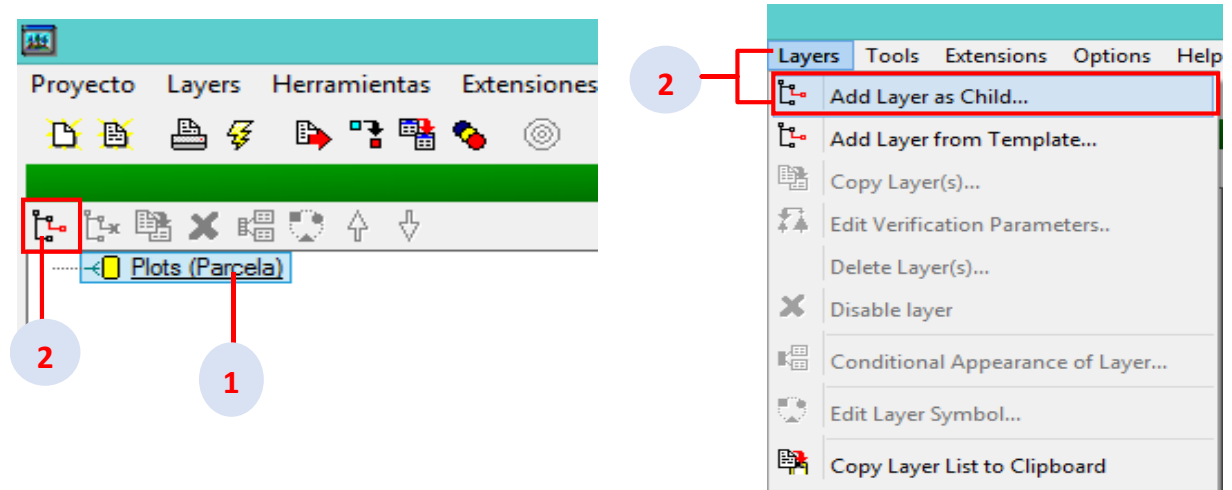 Proyecto Layers Herramientas Extensiones
Plots (Parcela)
2
1
2
Layers Tools Extensions Options Help
Add Layer as Child...
Add Layer from Template...
Copy Layer(s)...
Edit Verification Parameters..
Delete Layer(s)...
Disable layer
Conditional Appearance of Layer...
Edit Layer Symbol...
Copy Layer List to Clipboard